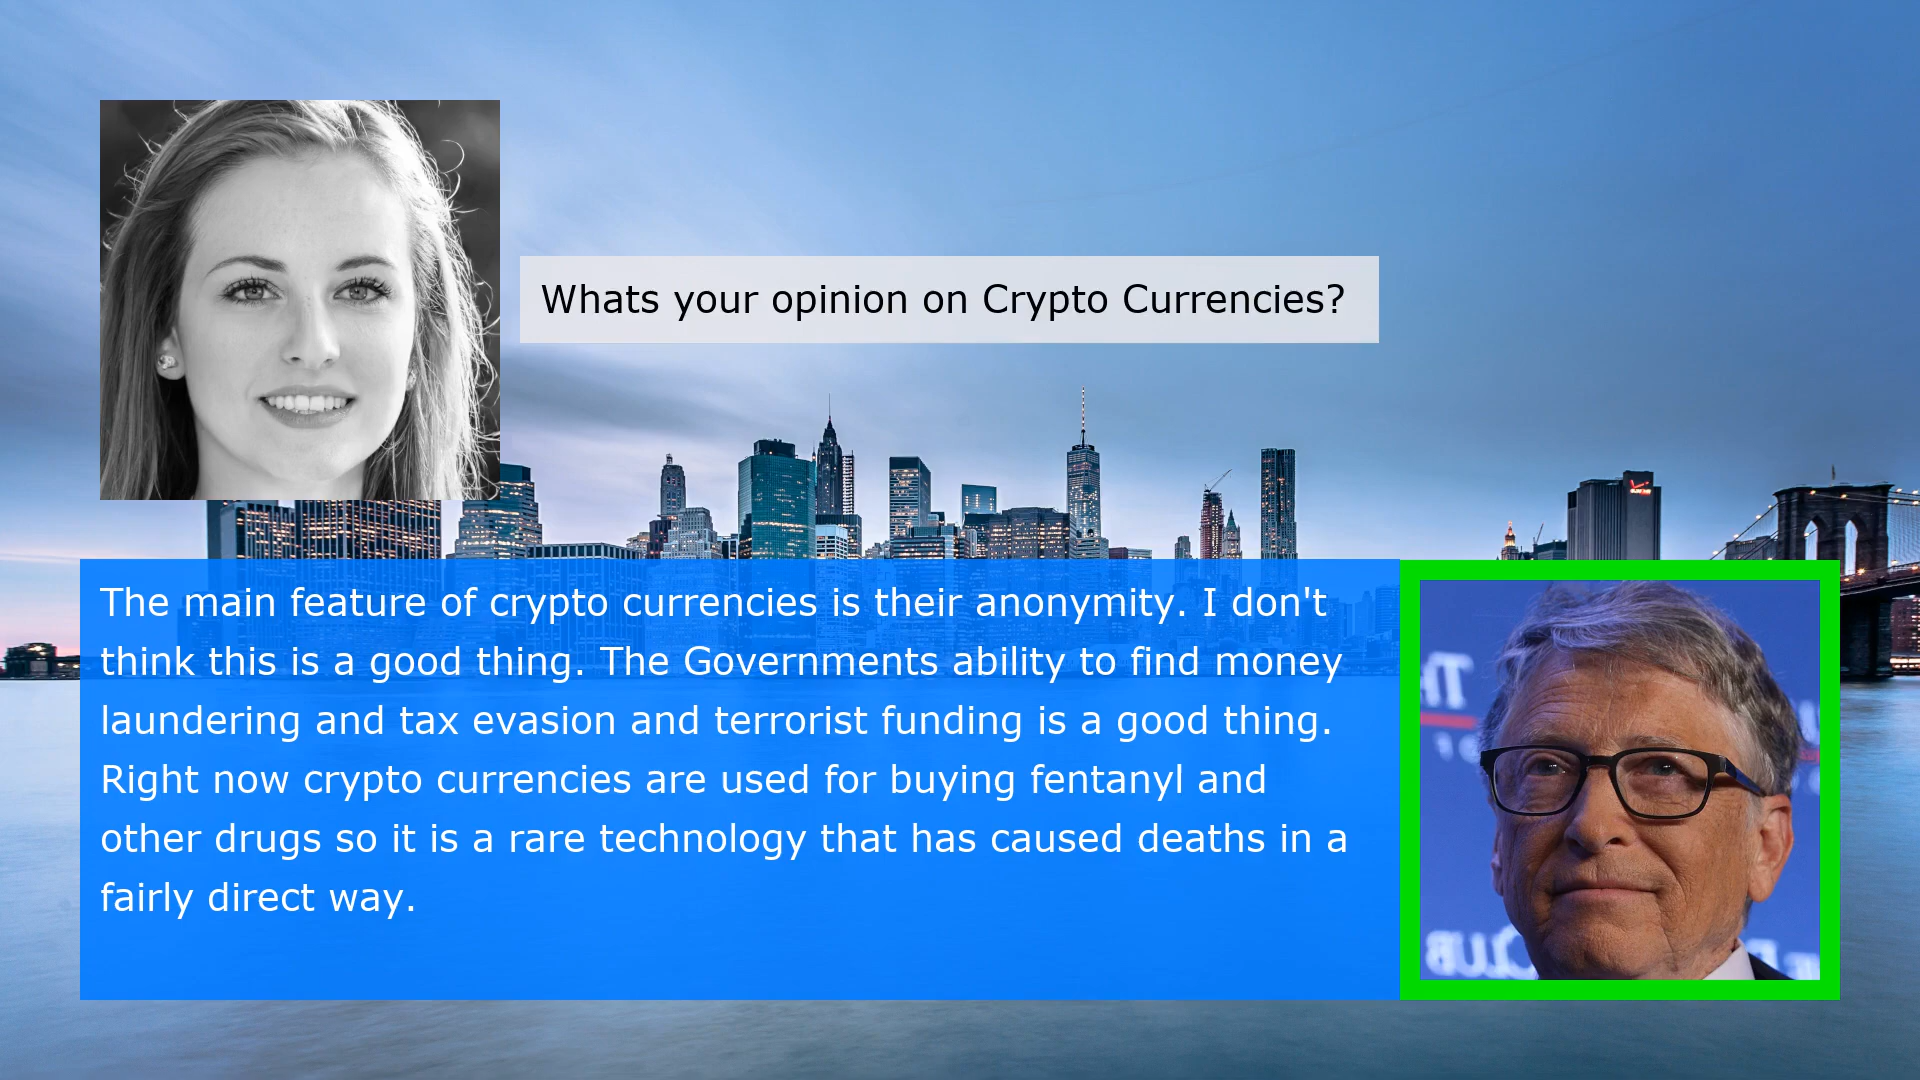 Whats your opinion on Crypto Currencies?
The main feature of crypto currencies is their anonymity. I don't
think this is a good thing. The Governments ability to find money
laundering and tax evasion and terrorist funding is a good thing.
Right now crypto currencies are used for buying fentanyl and
other drugs so it is a rare technology that has caused deaths in a
fairly direct way.